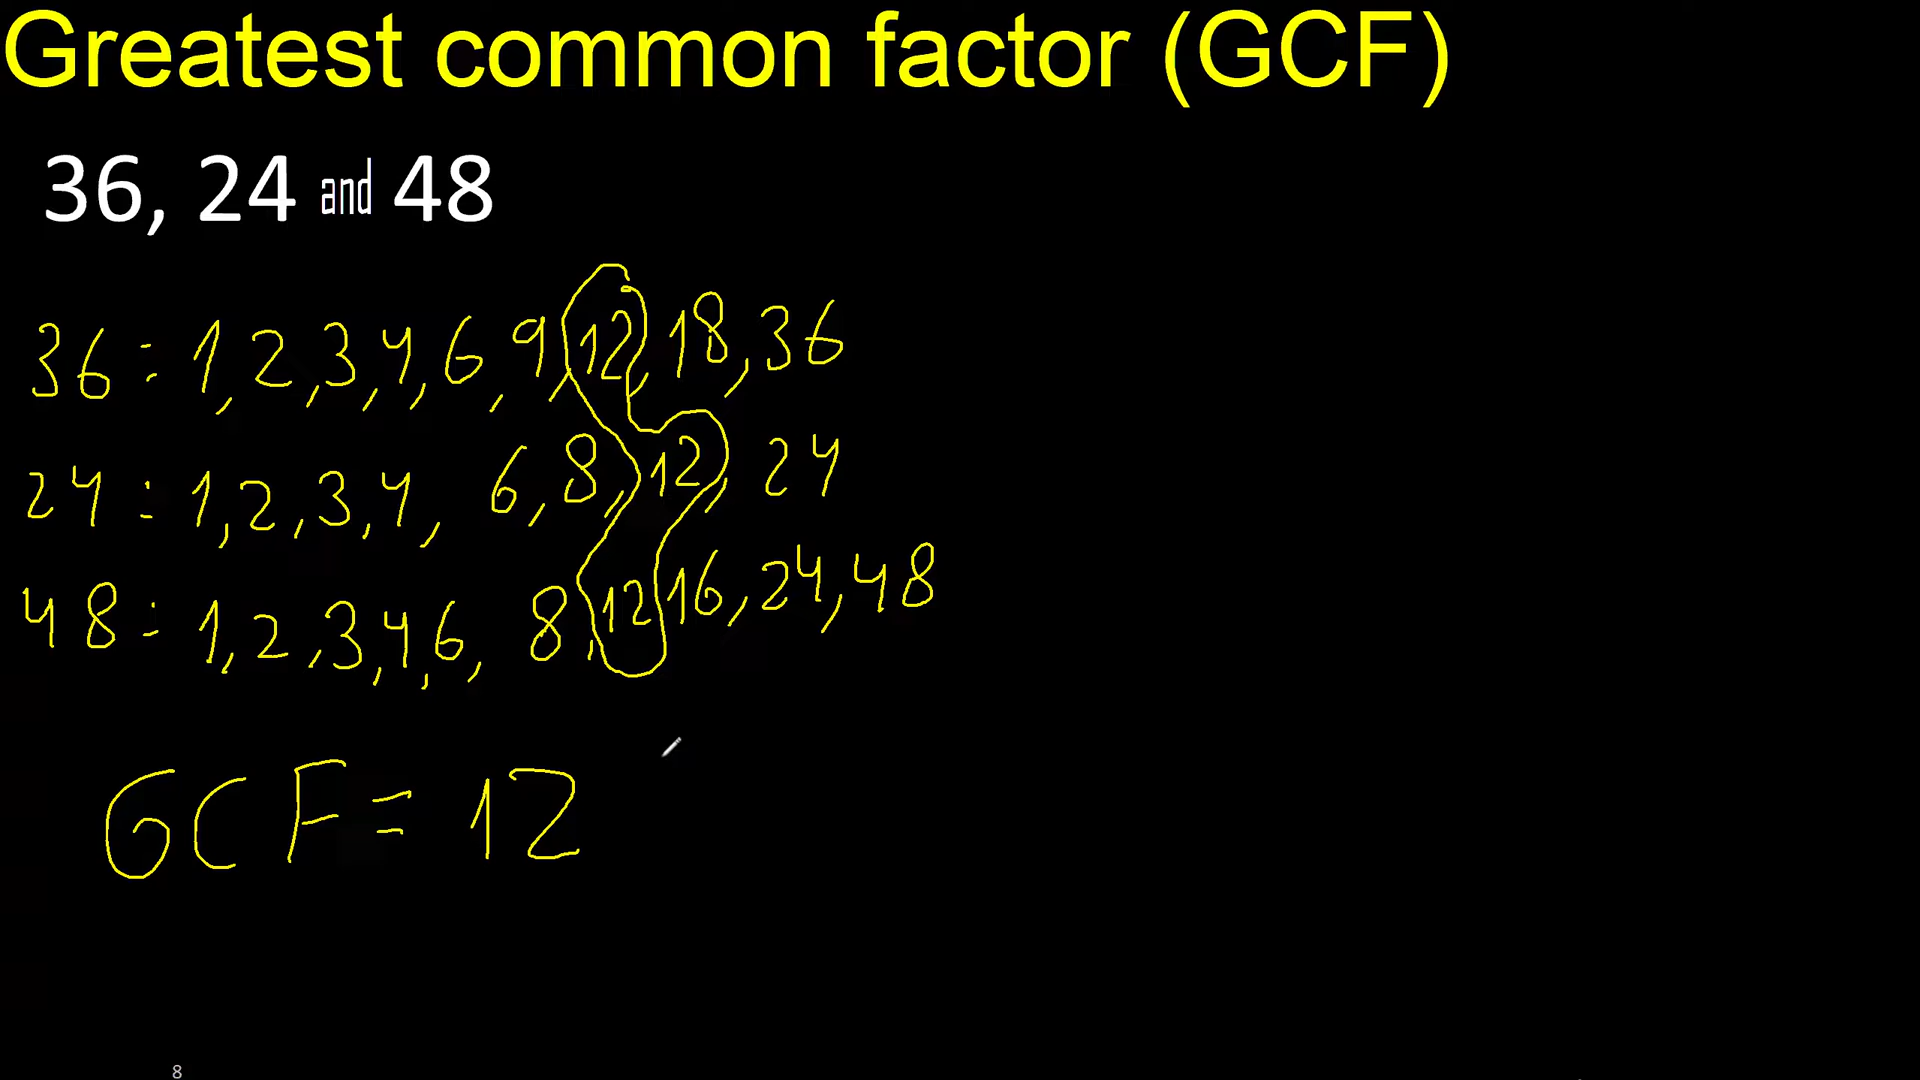 Greatest common factor (GCF)
36, 24 and 48
36 : 1, 2, 3, 4, 6, 9, 12, 18, 36
24 : 1, 2, 3, 4, 6, 8, 12, 24
48 : 1, 2, 3, 4, 6, 8, 12 16, 24, 48
GCF = 12
8